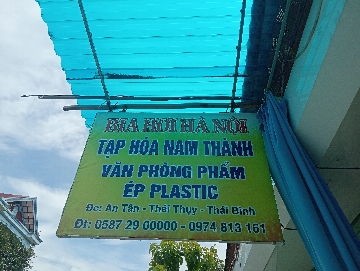 BIA HƠI HÀ NỘI
TẠP HÓA NAM THÀNH
VĂN PHÒNG PHẨM
ÉP PLASTIC
Đc: An Tân - Thái Thụy - Thái Bình
Đt: 0587 29 00000 - 0974 813 161